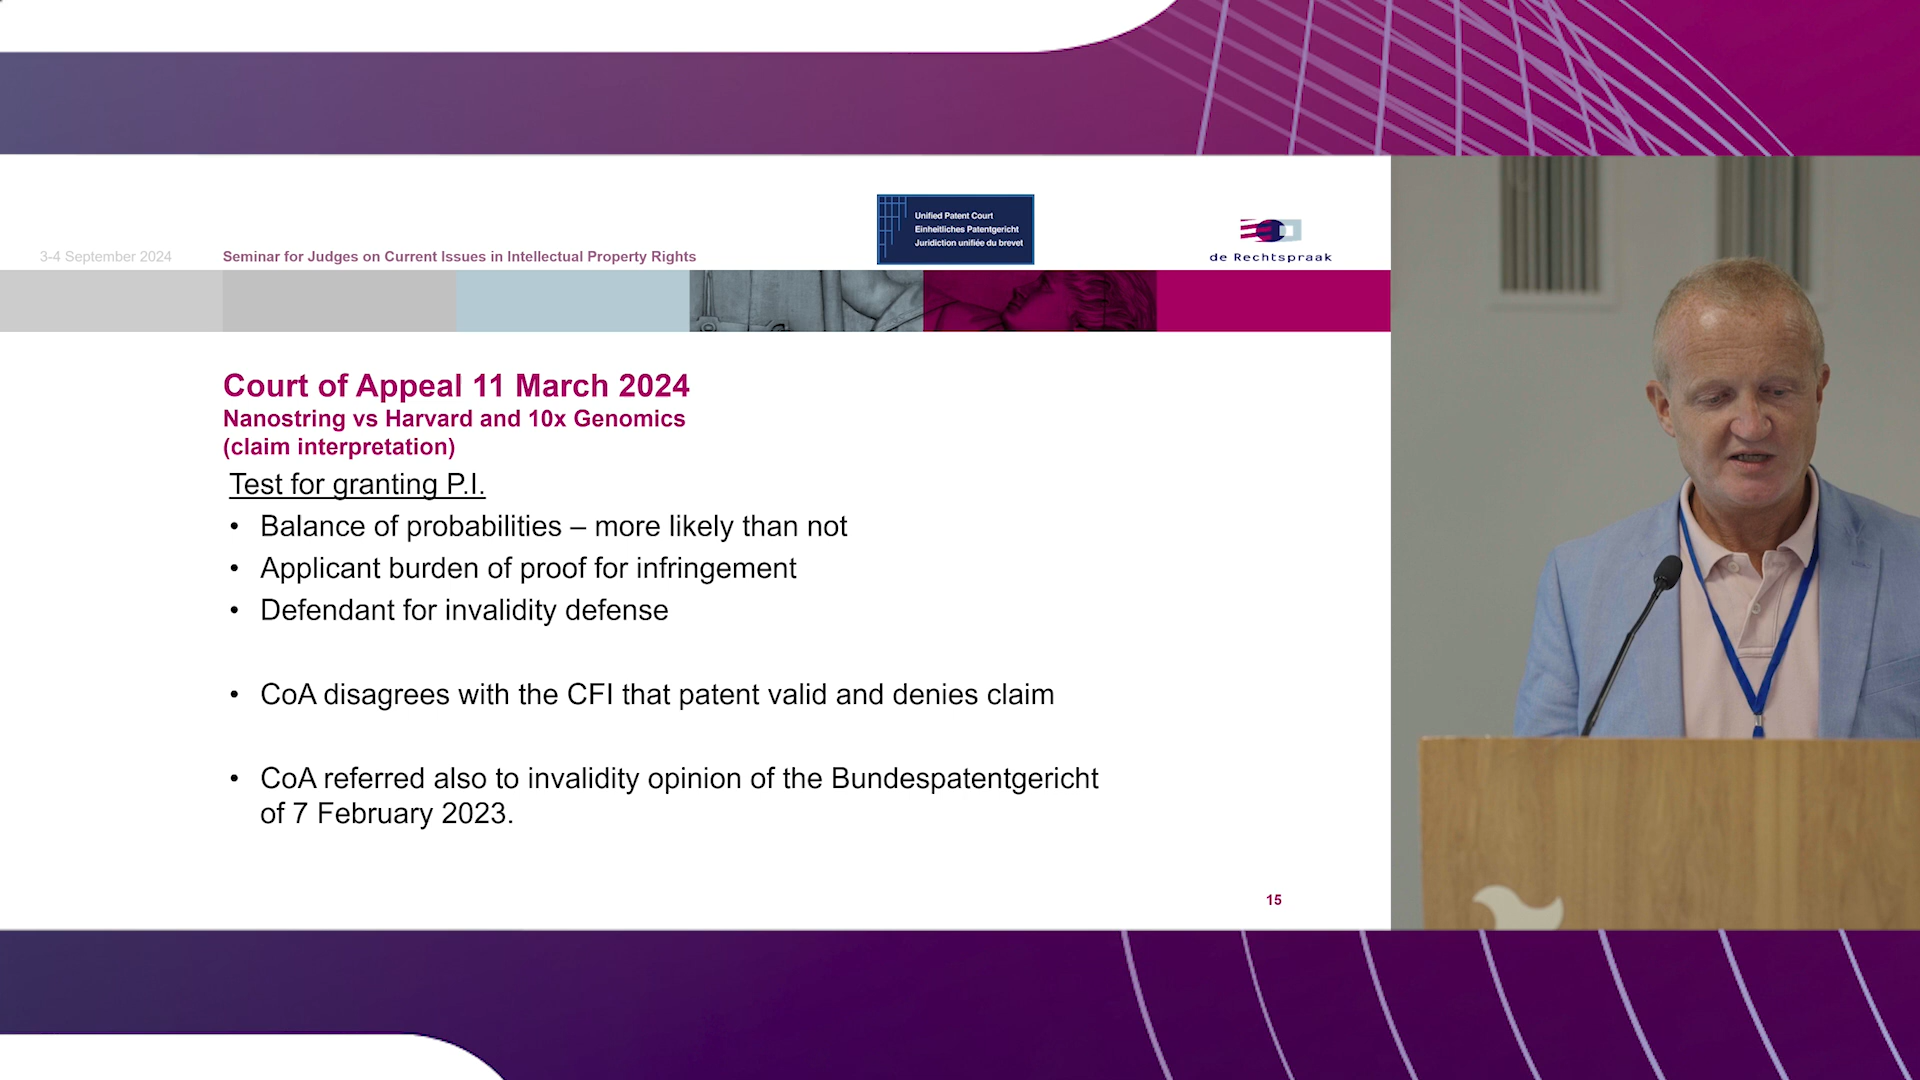 Unified Patent Court
Einheitliches Patentgericht
Juridiction unifiée du brevet
3-4 September 2024
Seminar for Judges on Current Issues in Intellectual Property Rights
de Rechtspraak
Court of Appeal 11 March 2024
Nanostring vs Harvard and 10x Genomics
(claim interpretation)
Test for granting P.I.
• Balance of probabilities – more likely than not
• Applicant burden of proof for infringement
• Defendant for invalidity defense
• CoA disagrees with the CFI that patent valid and denies claim
• CoA referred also to invalidity opinion of the Bundespatentgericht
of 7 February 2023.
15